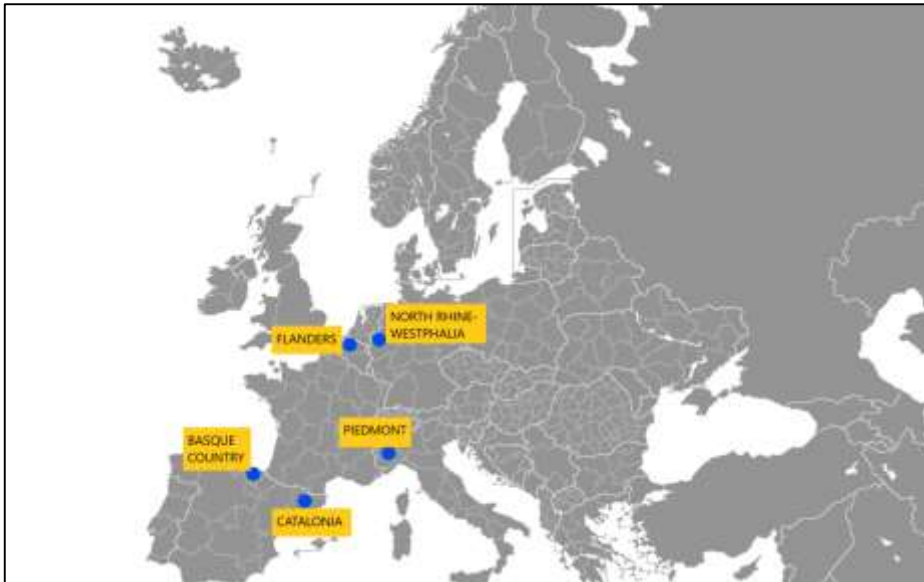 NORTH RHINE-
WESTPHALIA
FLANDERS
PIEDMONT
BASQUE
COUNTRY
CATALONIA